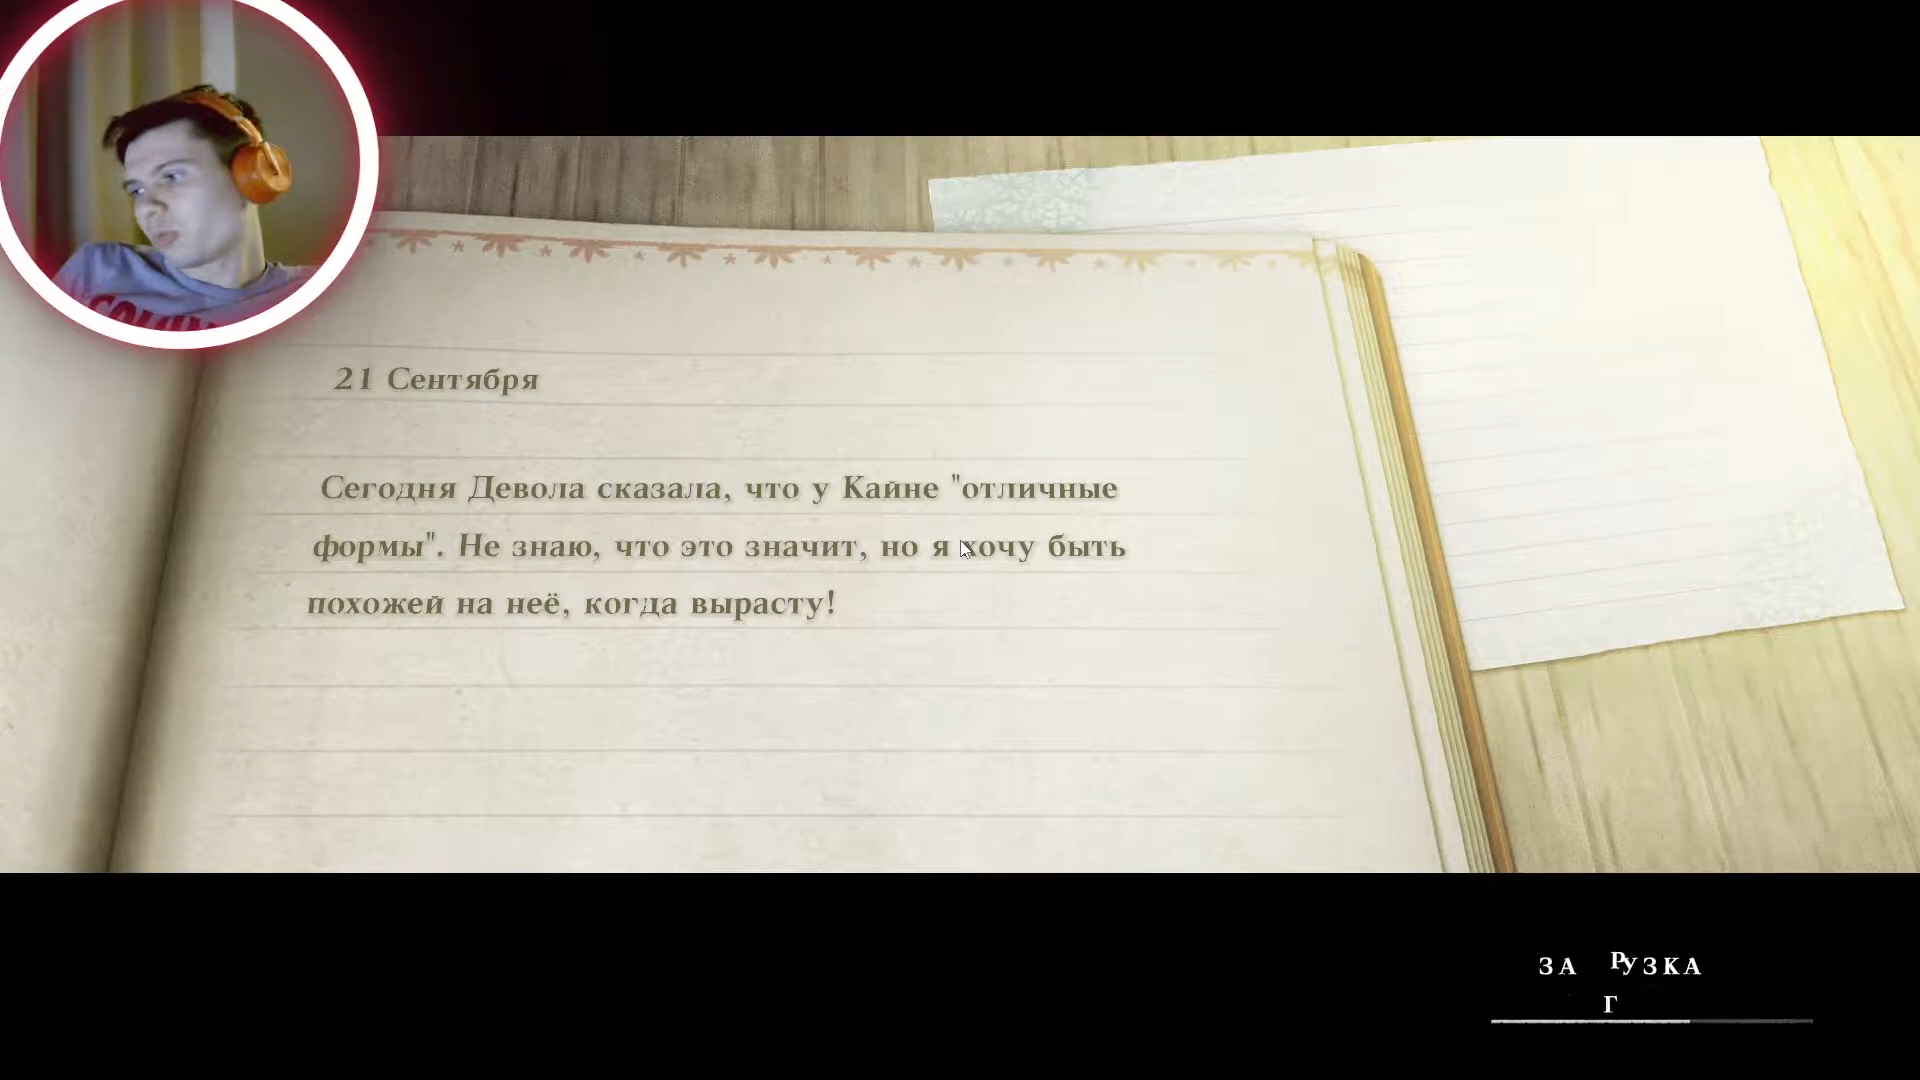 21 Сентября
Сегодня Девола сказала, что у Кайне "отличные
формы". Не знаю, что это значит, но я хочу быть
похожей на неё, когда вырасту!
ЗАГРУЗКА